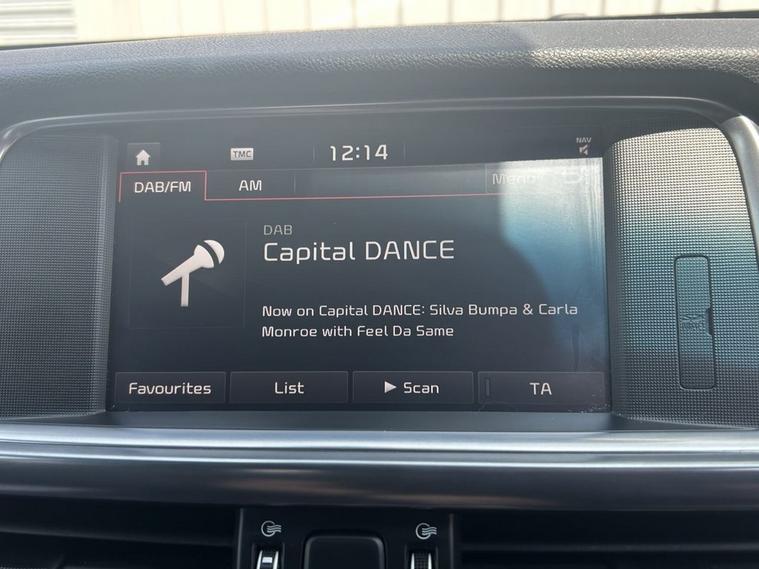 TMC
12:14
NAV
DAB/FM
AM
Menu
DAB
Capital DANCE
Now on Capital DANCE: Silva Bumpa & Carla
Monroe with Feel Da Same
Favourites
List
Scan
TA